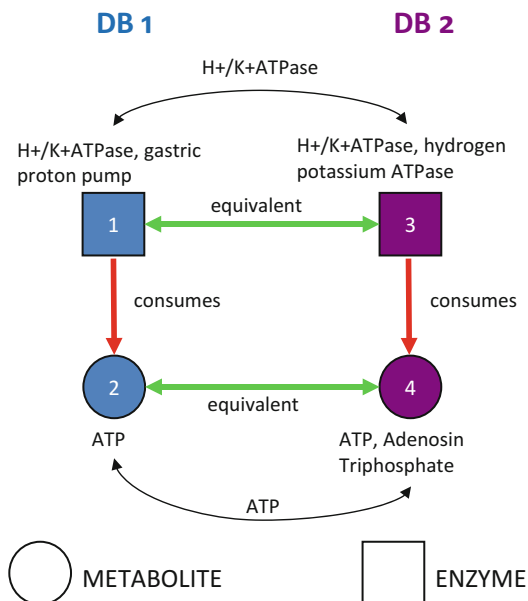 DB 1
DB 2
H+/K+ATPase
H+/K+ATPase, gastric
proton pump
H+/K+ATPase, hydrogen
potassium ATPase
equivalent
1
3
consumes
consumes
2
4
equivalent
ATP
ATP, Adenosin
Triphosphate
ATP
METABOLITE
ENZYME